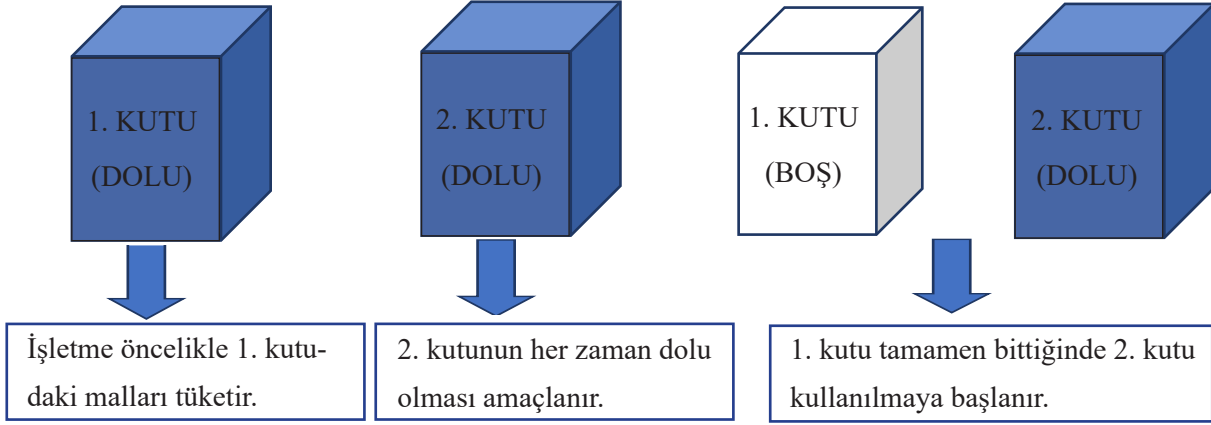 1. KUTU
(DOLU)
2. KUTU
(DOLU)
1. KUTU
(BOŞ)
2. KUTU
(DOLU)
İşletme öncelikle 1. kutu-
daki malları tüketir.
2. kutunun her zaman dolu
olması amaçlanır.
1. kutu tamamen bittiğinde 2. kutu
kullanılmaya başlanır.